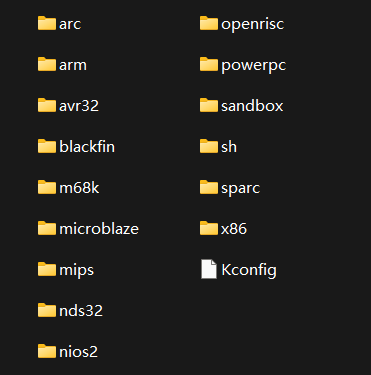 arc
arm
avr32
blackfin
m68k
microblaze
mips
nds32
nios2
openrisc
powerpc
sandbox
sh
sparc
x86
Kconfig